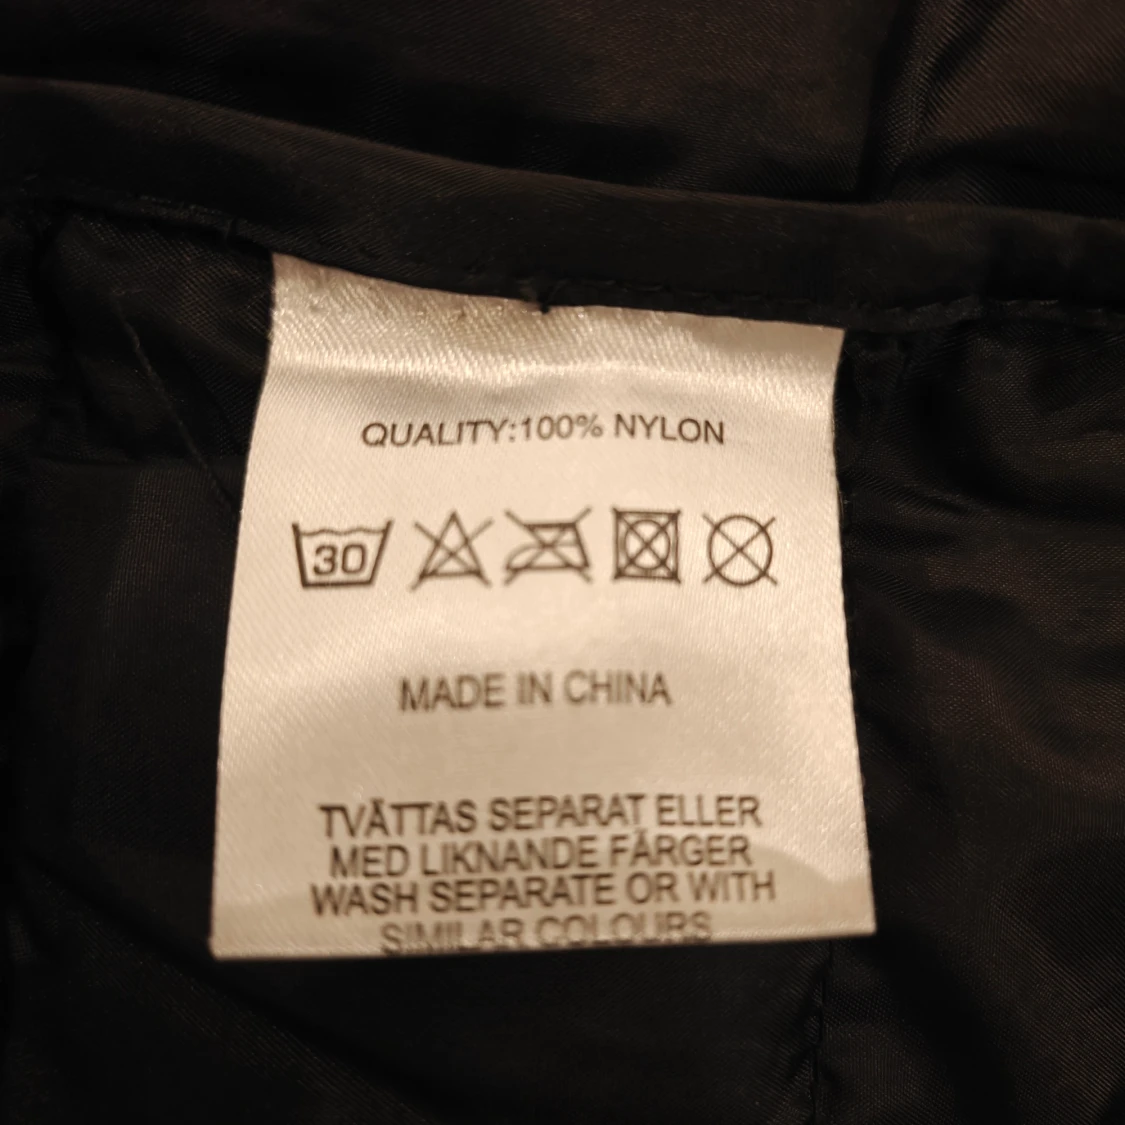 QUALITY:100% NYLON
30
MADE IN CHINA
TVÄTTAS SEPARAT ELLER
MED LIKNANDE FÄRGER
WASH SEPARATE OR WITH
SIMILAR COLOURS